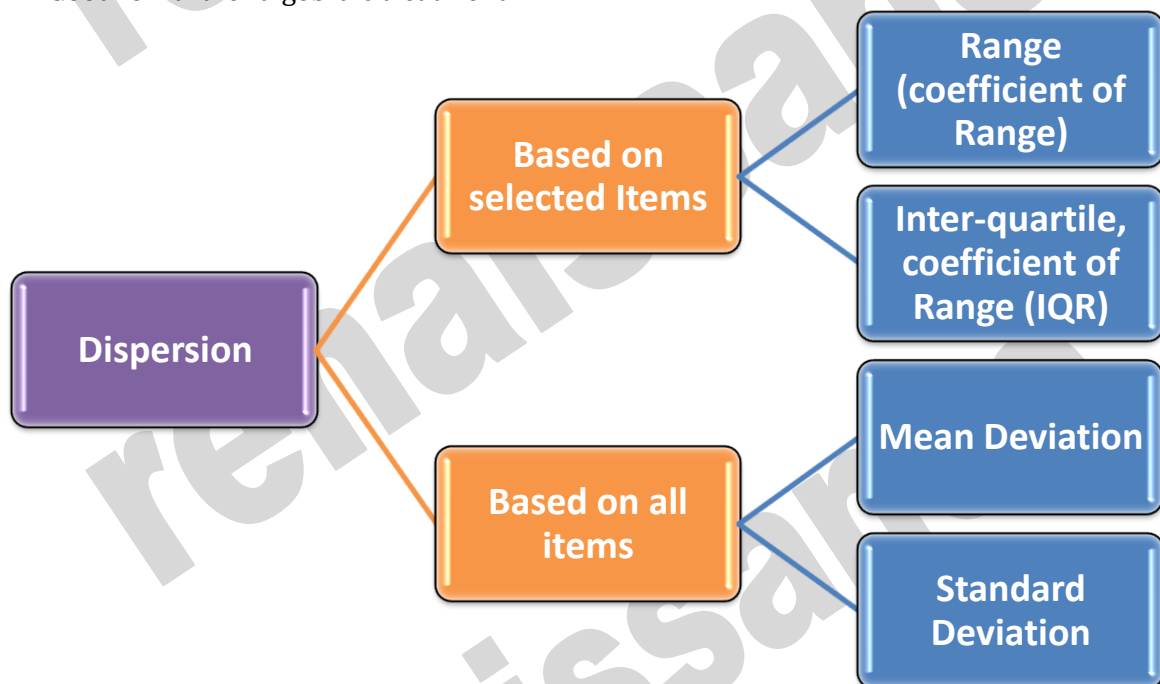 Range
(coefficient of
Range)
Based on
selected Items
Inter-quartile,
coefficient of
Range (IQR)
Dispersion
Mean Deviation
Based on all
items
Standard
Deviation